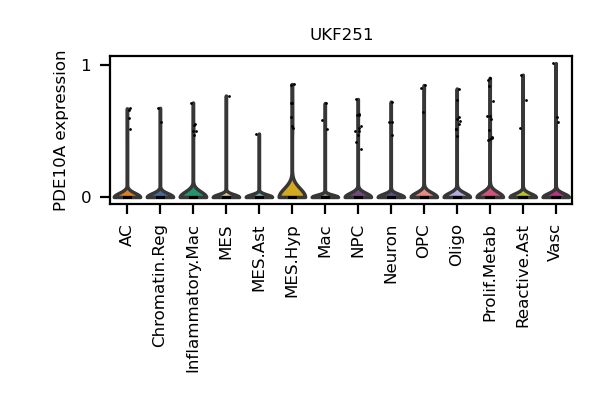 UKF251
PDE10A expression
1
0
AC
Chromatin.Reg
Inflammatory.Mac
MES
MES.Ast
MES.Hyp
Mac
NPC
Neuron
OPC
Oligo
Prolif.Metab
Reactive.Ast
Vasc